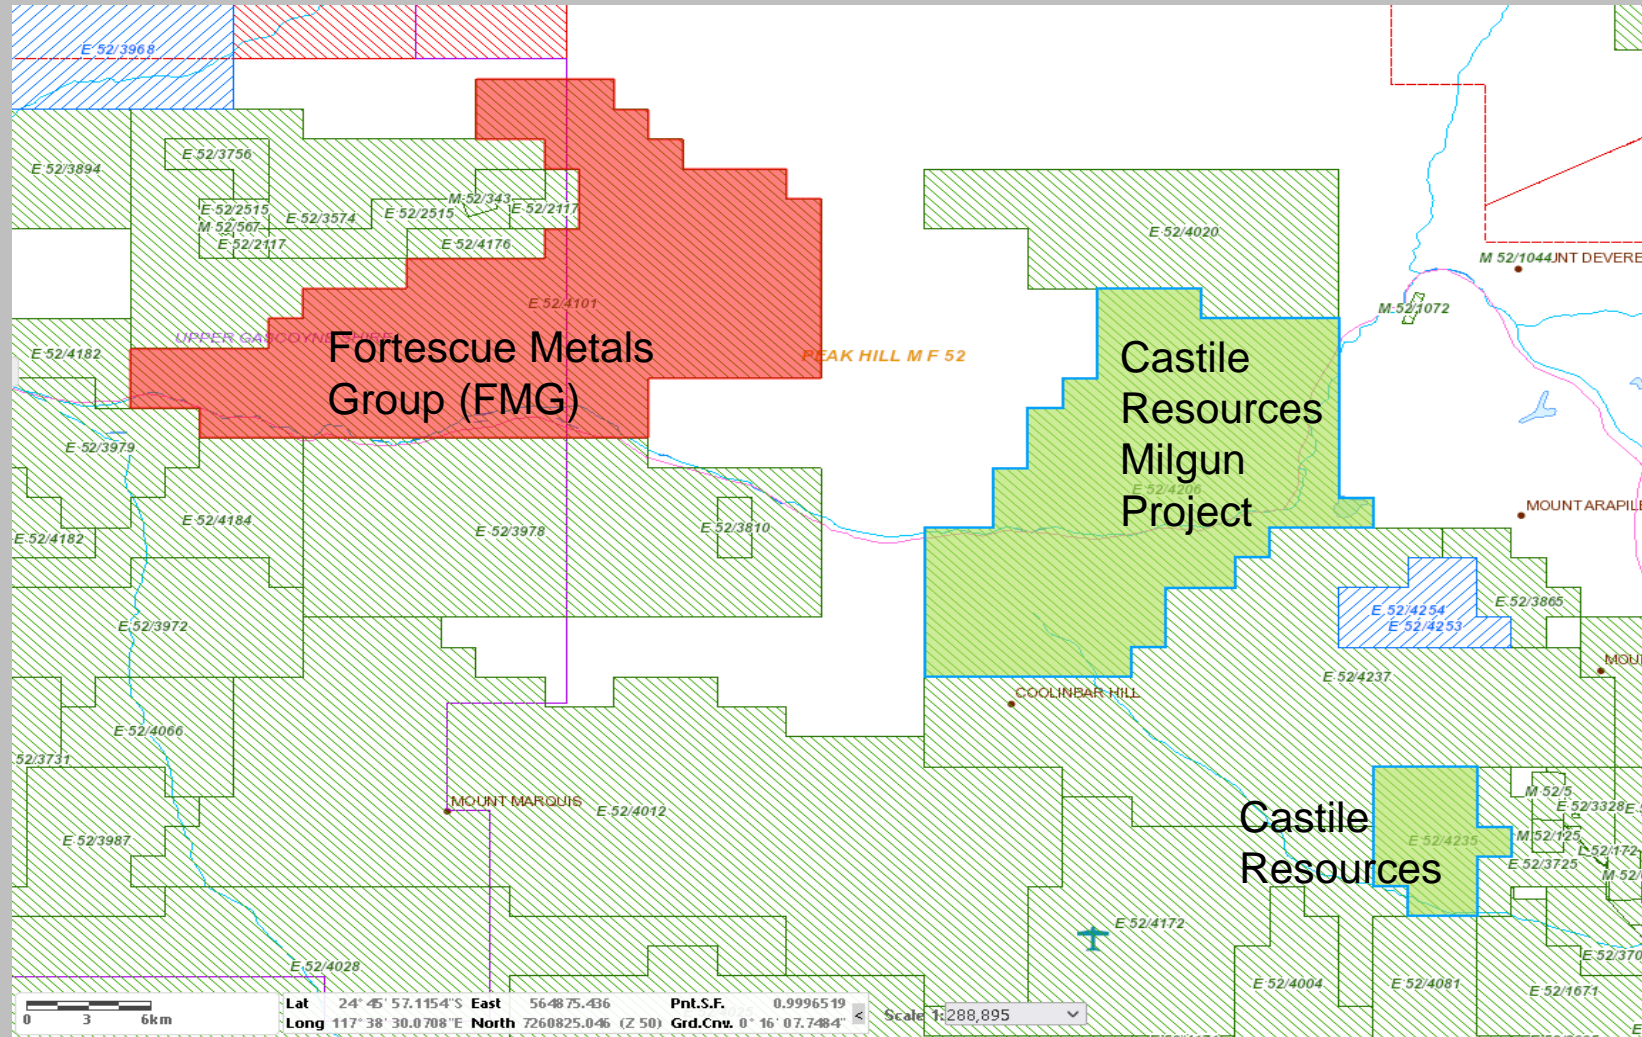 E 52/3968
E 52/3894
E 52/3756
E 52/2515
M 52/567
E 52/2117
E 52/3574
E 52/2515
M 52/343
E 52/2117
E 52/4176
E 52/4020
M 52/1044
M 52/1072
E 52/4101
UPPER GASCOYNE SHIRE
E 52/4182
Fortescue Metals
Group (FMG)
PEAK HILL M F 52
Castile
Resources
Milgun
Project
E 52/4206
E 52/3979
E 52/4184
E 52/4182
E 52/3978
E 52/3810
MOUNT ARAPILE
E 52/3972
E 52/4254
E 52/4253
E 52/3865
E 52/4237
COOLINBAR HILL
E 52/4066
52/3731
MOUNT MARQUIS
E 52/4012
E 52/3987
Castile
Resources
E 52/4235
M 52/5
E 52/3328
M 52/125
E 52/3725
L 52/172
E 52/4172
E 52/4028
E 52/4004
E 52/4081
E 52/1671
0 3 6km
Lat 24° 45' 57.1154"S East 564875.436 Pnt.S.F. 0.9996519
Long 117° 38' 30.0708"E North 7260825.046 (Z 50) Grd.Cnv. 0° 16' 07.7484"
<
Scale 1: 288,895